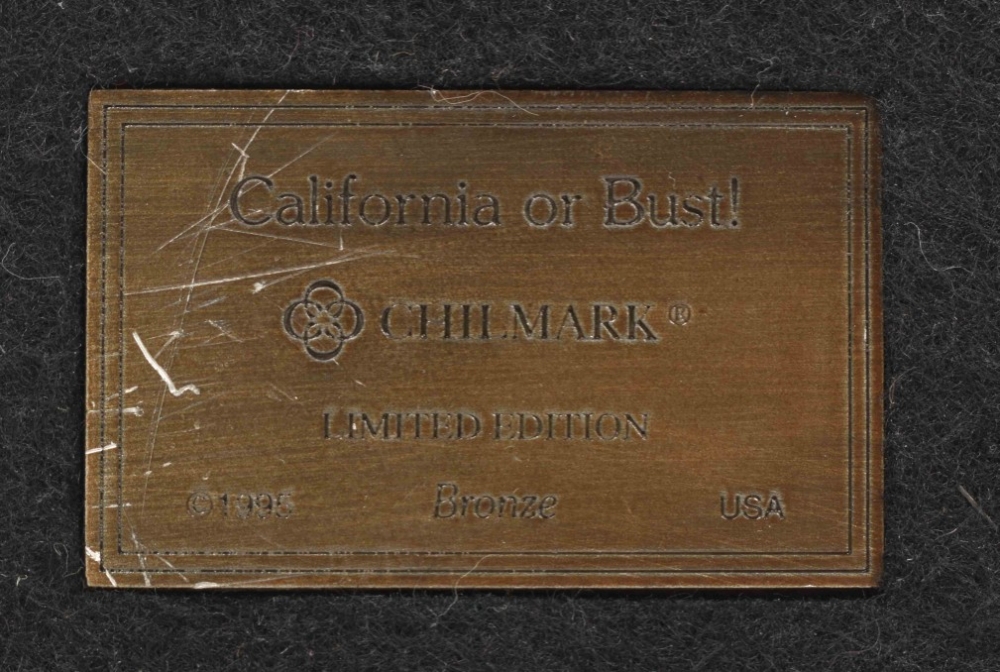 California or Bust!
CHILMARK®
LIMITED EDITION
©1995 Bronze USA